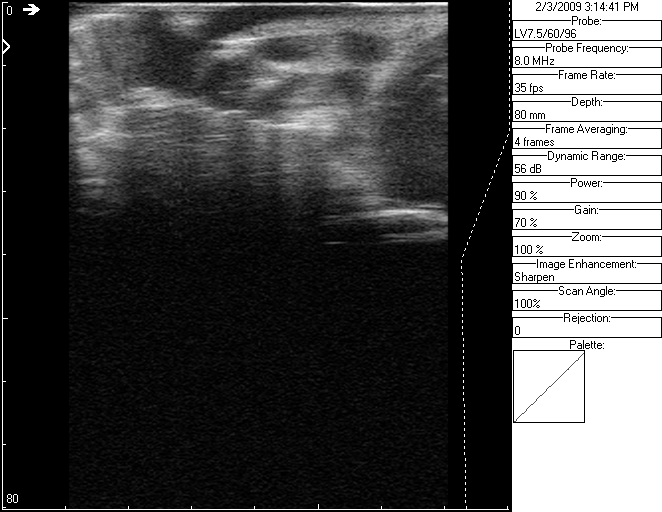 0
80
2/3/2009 3:14:41 PM
Probe:
LV7.5/60/96
Probe Frequency:
8.0 MHz
Frame Rate:
35 fps
Depth:
80 mm
Frame Averaging:
4 frames
Dynamic Range:
56 dB
Power:
90 %
Gain:
70 %
Zoom:
100 %
Image Enhancement:
Sharpen
Scan Angle:
100%
Rejection:
0
Palette: